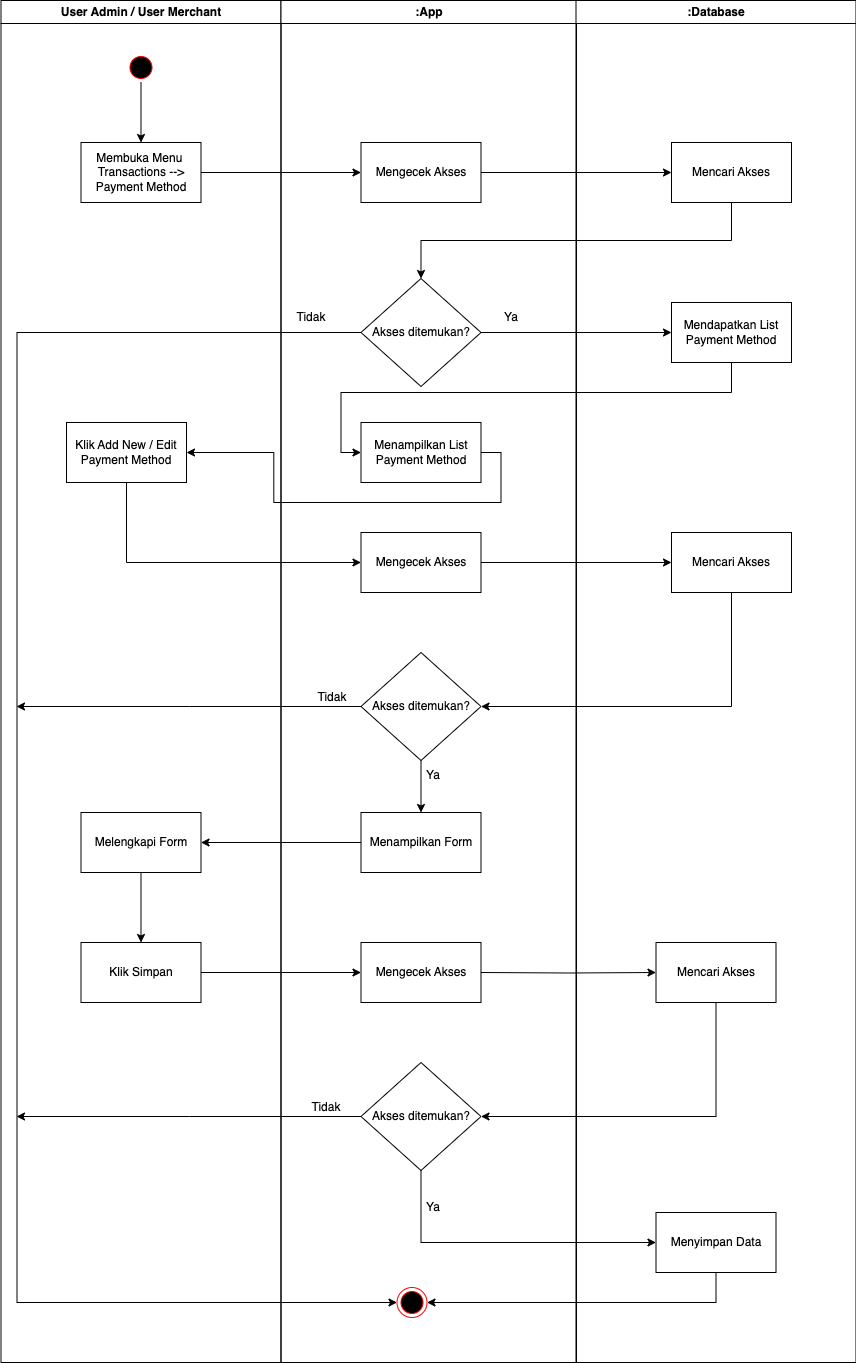 User Admin / User Merchant
:App
:Database
Membuka Menu
Transactions -->
Payment Method
Mengecek Akses
Mencari Akses
Akses ditemukan?
Tidak
Ya
Mendapatkan List
Payment Method
Menampilkan List
Payment Method
Klik Add New / Edit
Payment Method
Mengecek Akses
Mencari Akses
Akses ditemukan?
Tidak
Ya
Menampilkan Form
Melengkapi Form
Klik Simpan
Mengecek Akses
Mencari Akses
Akses ditemukan?
Tidak
Ya
Menyimpan Data